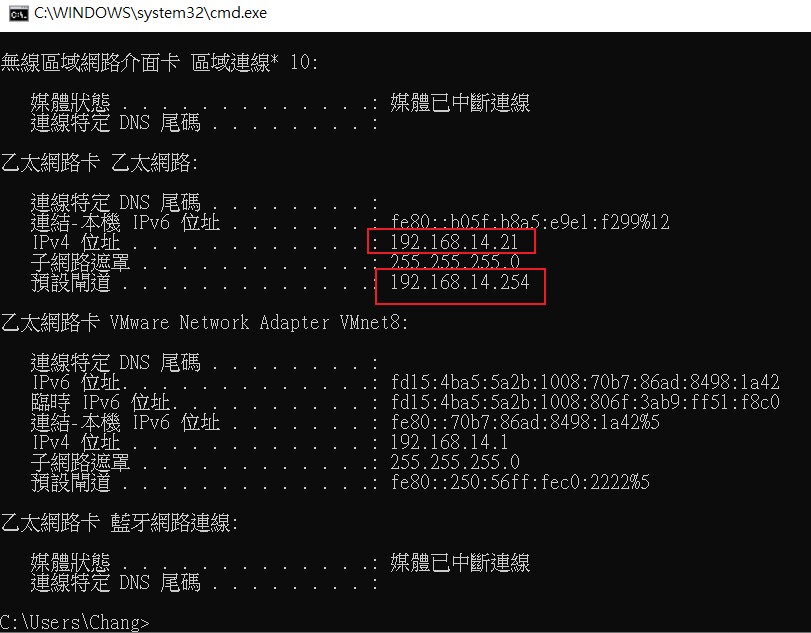 C:\WINDOWS\system32\cmd.exe
無線區域網路介面卡 區域連線* 10:
媒體狀態 . . . . . . . . . . . . .: 媒體已中斷連線
連線特定 DNS 尾碼 . . . . . . . . :
乙太網路卡 乙太網路:
連線特定 DNS 尾碼 . . . . . . . . :
連結-本機 IPv6 位址 . . . . . . . : fe80::b05f:b8a5:e9e1:f299%12
IPv4 位址 . . . . . . . . . . . . : 192.168.14.21
子網路遮罩 . . . . . . . . . . . .: 255.255.255.0
預設閘道 . . . . . . . . . . . . .: 192.168.14.254
乙太網路卡 VMware Network Adapter VMnet8:
連線特定 DNS 尾碼 . . . . . . . . :
IPv6 位址. . . . . . . . . . . . .: fd15:4ba5:5a2b:1008:70b7:86ad:8498:1a42
臨時 IPv6 位址. . . . . . . . . . : fd15:4ba5:5a2b:1008:806f:3ab9:ff51:f8c0
連結-本機 IPv6 位址 . . . . . . . : fe80::70b7:86ad:8498:1a42%5
IPv4 位址 . . . . . . . . . . . . : 192.168.14.1
子網路遮罩 . . . . . . . . . . . .: 255.255.255.0
預設閘道 . . . . . . . . . . . . .: fe80::250:56ff:fec0:2222%5
乙太網路卡 藍牙網路連線:
媒體狀態 . . . . . . . . . . . . .: 媒體已中斷連線
連線特定 DNS 尾碼 . . . . . . . . :
C:\Users\Chang>